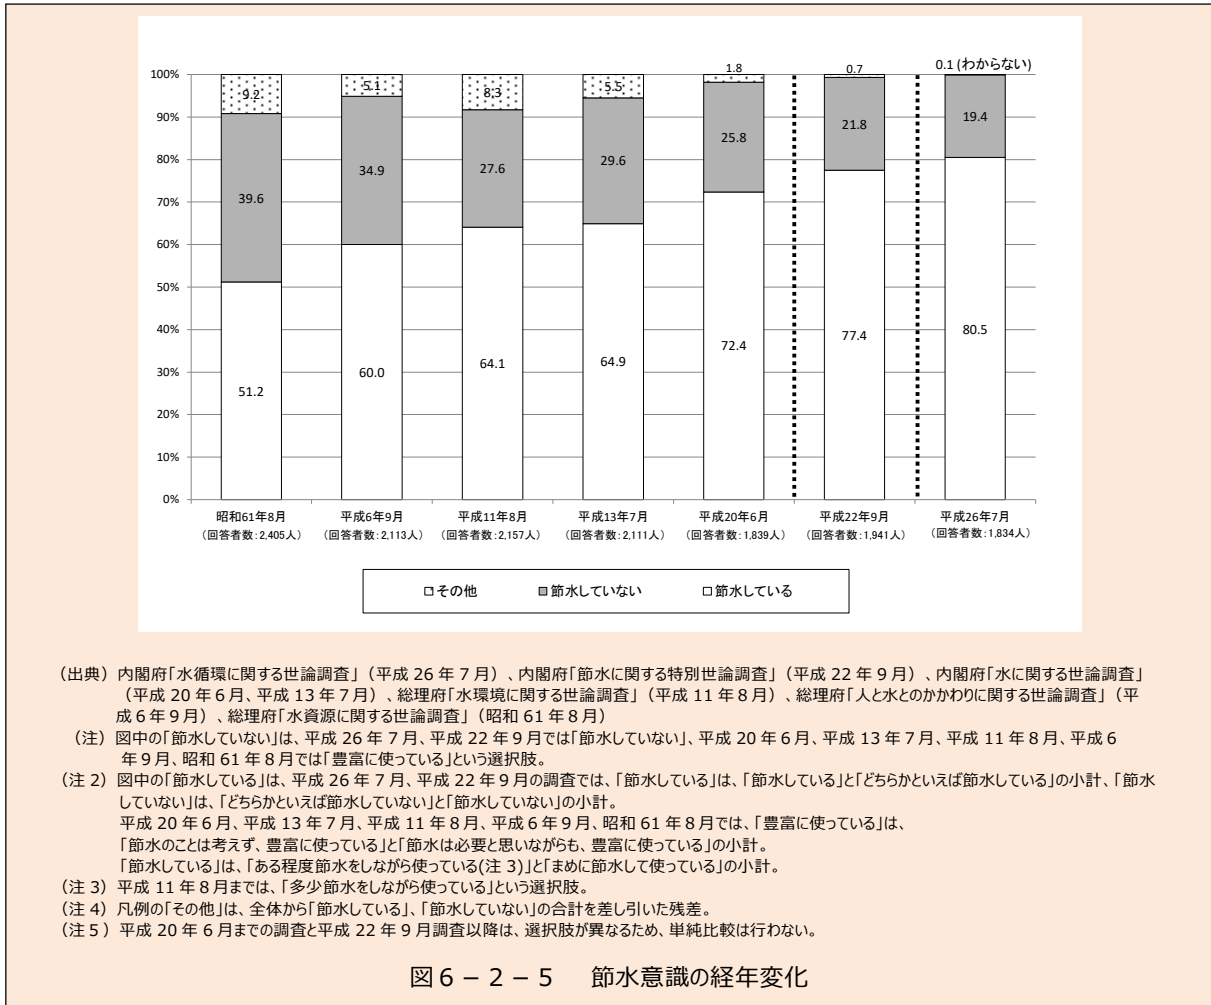 0.1 (わからない)
1.8
0.7
100%
90%
80%
70%
60%
50%
40%
30%
20%
10%
0%
9.2
5.1
8.3
5.5
39.6
34.9
27.6
29.6
25.8
21.8
19.4
51.2
60.0
64.1
64.9
72.4
77.4
80.5
昭和61年8月
(回答者数:2,405人)
平成6年9月
(回答者数:2,113人)
平成11年8月
(回答者数:2,157人)
平成13年7月
(回答者数:2,111人)
平成20年6月
(回答者数:1,839人)
平成22年9月
(回答者数:1,941人)
平成26年7月
(回答者数:1,834人)
その他 節水していない 節水している
(出典)内閣府「水循環に関する世論調査」(平成 26 年 7 月)、内閣府「節水に関する特別世論調査」(平成 22 年 9 月)、内閣府「水に関する世論調査」
(平成 20 年 6 月、平成 13 年 7 月)、総理府「水環境に関する世論調査」(平成 11 年 8 月)、総理府「人と水とのかかわりに関する世論調査」(平
成 6 年 9 月)、総理府「水資源に関する世論調査」(昭和 61 年 8 月)
(注)図中の「節水していない」は、平成 26 年 7 月、平成 22 年 9 月では「節水していない」、平成 20 年 6 月、平成 13 年 7 月、平成 11 年 8 月、平成 6
年 9 月、昭和 61 年 8 月では「豊富に使っている」という選択肢。
(注 2)図中の「節水している」は、平成 26 年 7 月、平成 22 年 9 月の調査では、「節水している」は、「節水している」と「どちらかといえば節水している」の小計、「節水
していない」は、「どちらかといえば節水していない」と「節水していない」の小計。
平成 20 年 6 月、平成 13 年 7 月、平成 11 年 8 月、平成 6 年 9 月、昭和 61 年 8 月では、「豊富に使っている」は、
「節水のことは考えず、豊富に使っている」と「節水は必要と思いながらも、豊富に使っている」の小計。
「節水している」は、「ある程度節水をしながら使っている(注 3)」と「まめに節水して使っている」の小計。
(注 3)平成 11 年 8 月までは、「多少節水をしながら使っている」という選択肢。
(注 4)凡例の「その他」は、全体から「節水している」、「節水していない」の合計を差し引いた残差。
(注5)平成 20 年 6 月までの調査と平成 22 年 9 月調査以降は、選択肢が異なるため、単純比較は行わない。
図6-2-5 節水意識の経年変化